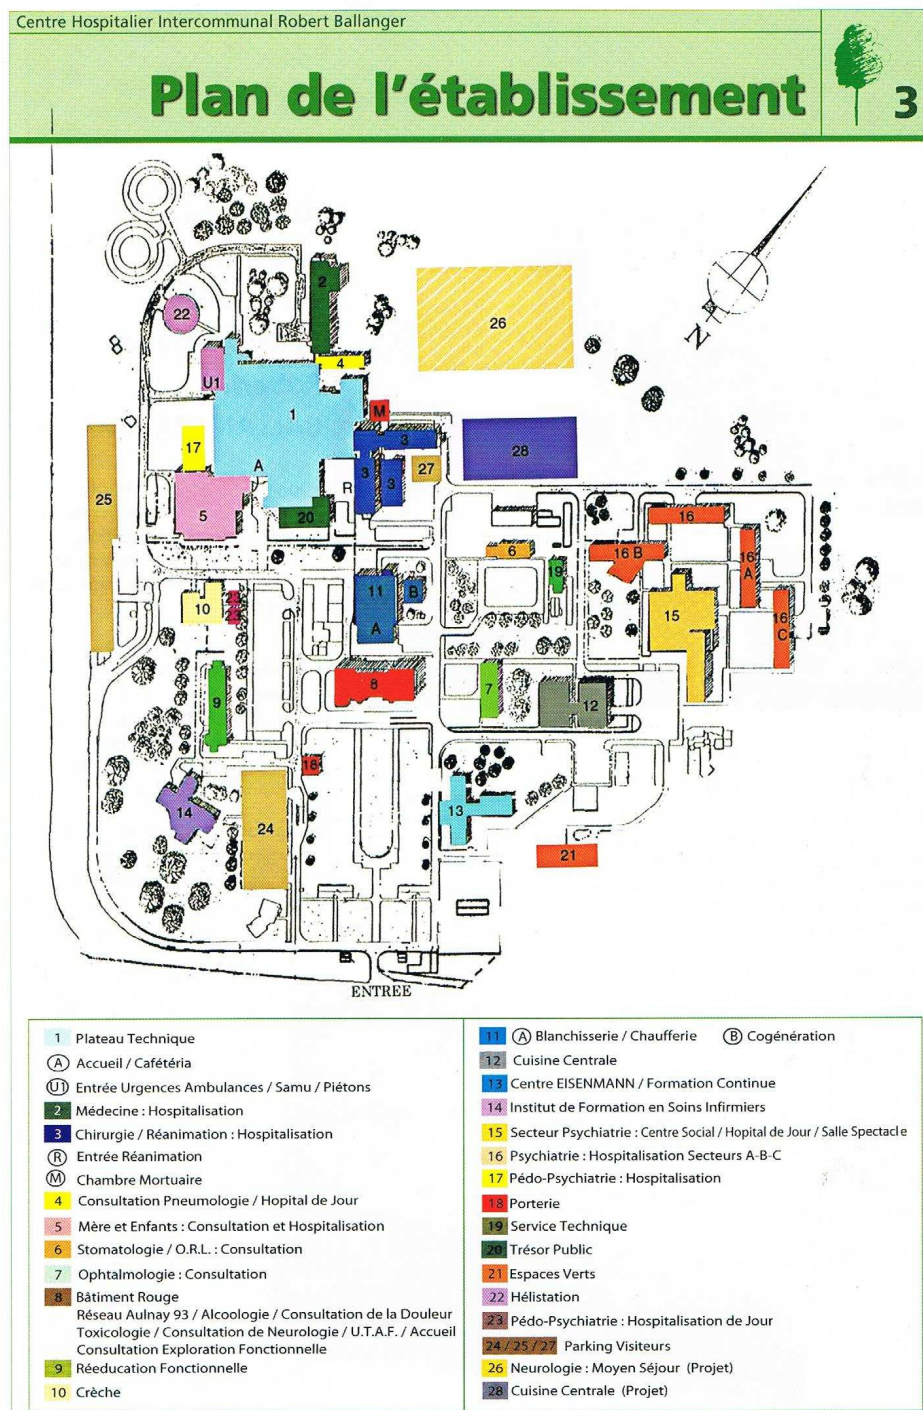 Centre Hospitalier Intercommunal Robert Ballanger
Plan de l'établissement
3
2
22
26
4
U1
1
M
N
3
17
28
A
3
3
27
R
25
5
20
16
6
16 B
16 A
19
11
B
23
10
23
15
16 C
A
8
7
9
12
18
14
13
24
21
ENTREE
1 Plateau Technique
A Accueil / Cafétéria
U1 Entrée Urgences Ambulances / Samu / Piétons
2 Médecine : Hospitalisation
3 Chirurgie / Réanimation : Hospitalisation
R Entrée Réanimation
M Chambre Mortuaire
4 Consultation Pneumologie / Hopital de Jour
5 Mère et Enfants : Consultation et Hospitalisation
6 Stomatologie / O.R.L. : Consultation
7 Ophtalmologie : Consultation
8 Bâtiment Rouge
Réseau Aulnay 93 / Alcoologie / Consultation de la Douleur
Toxicologie / Consultation de Neurologie / U.T.A.F. / Accueil
Consultation Exploration Fonctionnelle
9 Réeducation Fonctionnelle
10 Crèche
11 A Blanchisserie / Chaufferie B Cogénération
12 Cuisine Centrale
13 Centre EISENMANN / Formation Continue
14 Institut de Formation en Soins Infirmiers
15 Secteur Psychiatrie : Centre Social / Hopital de Jour / Salle Spectacle
16 Psychiatrie : Hospitalisation Secteurs A-B-C
17 Pédo-Psychiatrie : Hospitalisation
18 Porterie
19 Service Technique
20 Trésor Public
21 Espaces Verts
22 Hélistation
23 Pédo-Psychiatrie : Hospitalisation de Jour
24 / 25 / 27 Parking Visiteurs
26 Neurologie : Moyen Séjour (Projet)
28 Cuisine Centrale (Projet)